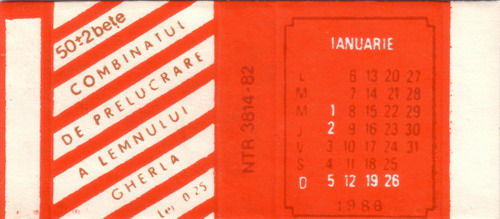 50±2 bețe
COMBINATUL
DE PRELUCRARE
A LEMNULUI
GHERLA
Lei 0,25
NTR 3814-82
IANUARIE
L 6 13 20 27
M 7 14 21 28
M 1 8 15 22 29
J 2 9 16 23 30
V 3 10 17 24 31
S 4 11 18 25
D 5 12 19 26
1986